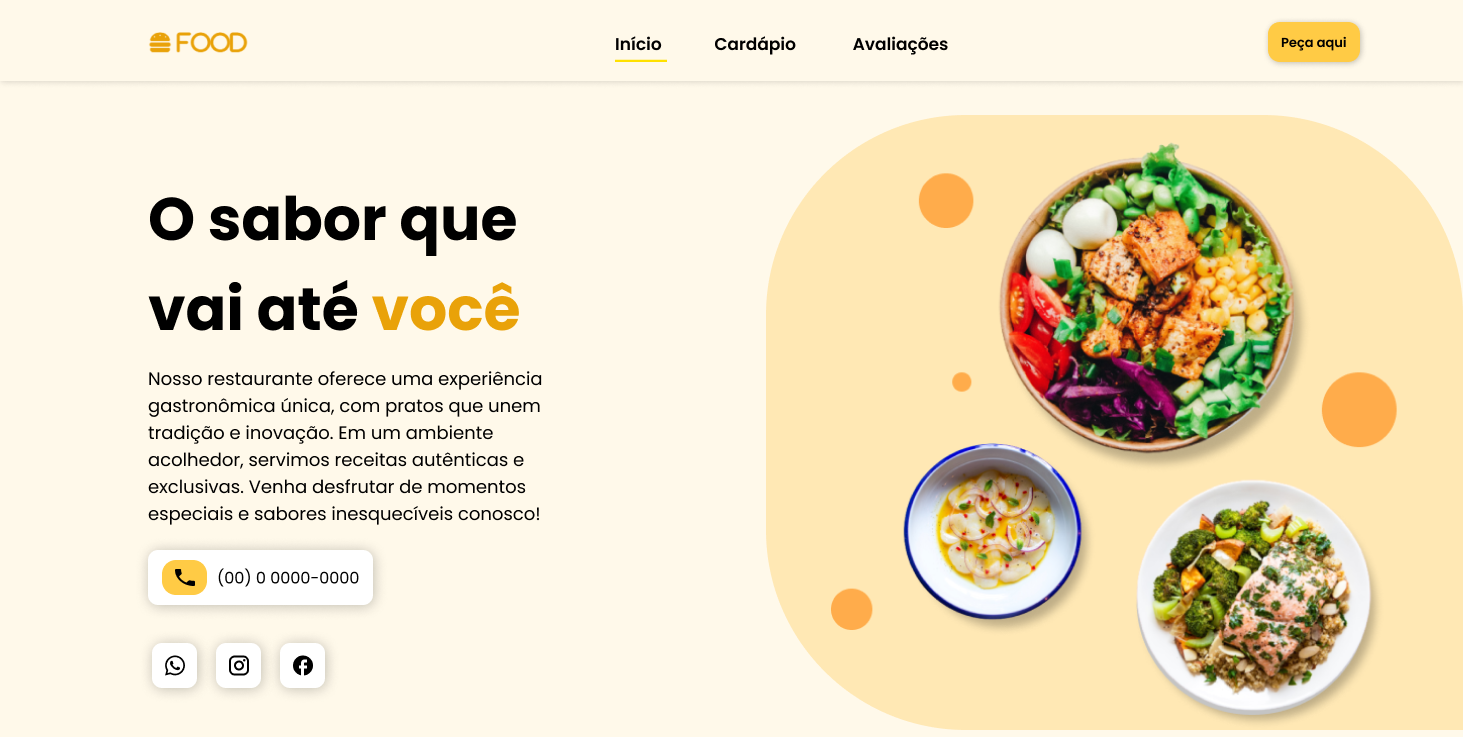 FOOD
Início Cardápio Avaliações
Peça aqui
O sabor que
vai até você
Nosso restaurante oferece uma experiência
gastronômica única, com pratos que unem
tradição e inovação. Em um ambiente
acolhedor, servimos receitas autênticas e
exclusivas. Venha desfrutar de momentos
especiais e sabores inesquecíveis conosco!
(00) 0 0000-0000